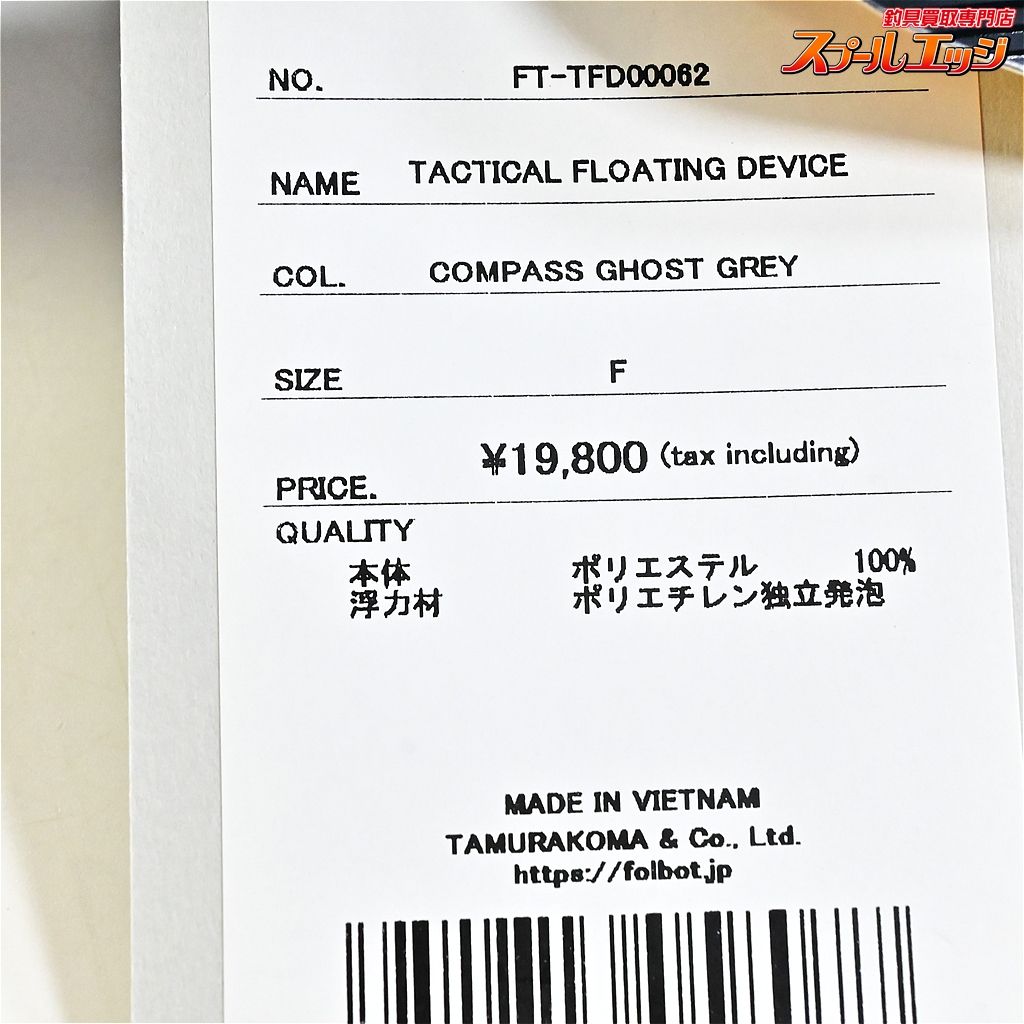 釣具買取専門店
スプールエッジ
NO. FT-TFD00062
NAME TACTICAL FLOATING DEVICE
COL. COMPASS GHOST GREY
SIZE F
PRICE. ¥19,800 (tax including)
QUALITY
本体 ポリエステル 100%
浮力材 ポリエチレン独立発泡
MADE IN VIETNAM
TAMURAKOMA & Co., Ltd.
https://folbot.jp